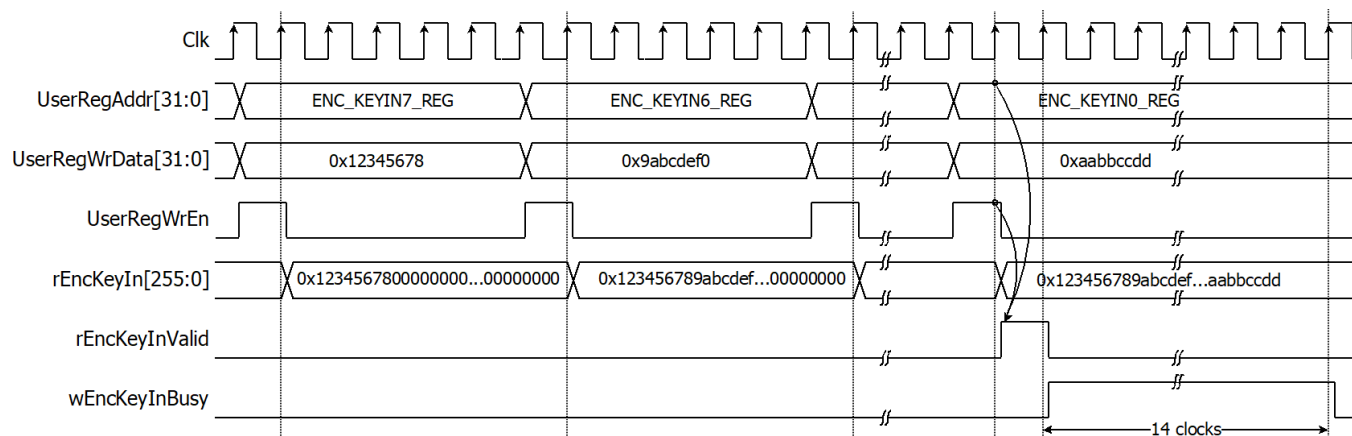 Clk
UserRegAddr[31:0] ENC_KEYIN7_REG ENC_KEYIN6_REG ENC_KEYIN0_REG
UserRegWrData[31:0] 0x12345678 0x9abcdef0 0xaabbccdd
UserRegWrEn
rEncKeyIn[255:0] 0x1234567800000000...00000000 0x123456789abcdef...00000000 0x123456789abcdef...aabbccdd
rEncKeyInValid
wEncKeyInBusy
14 clocks